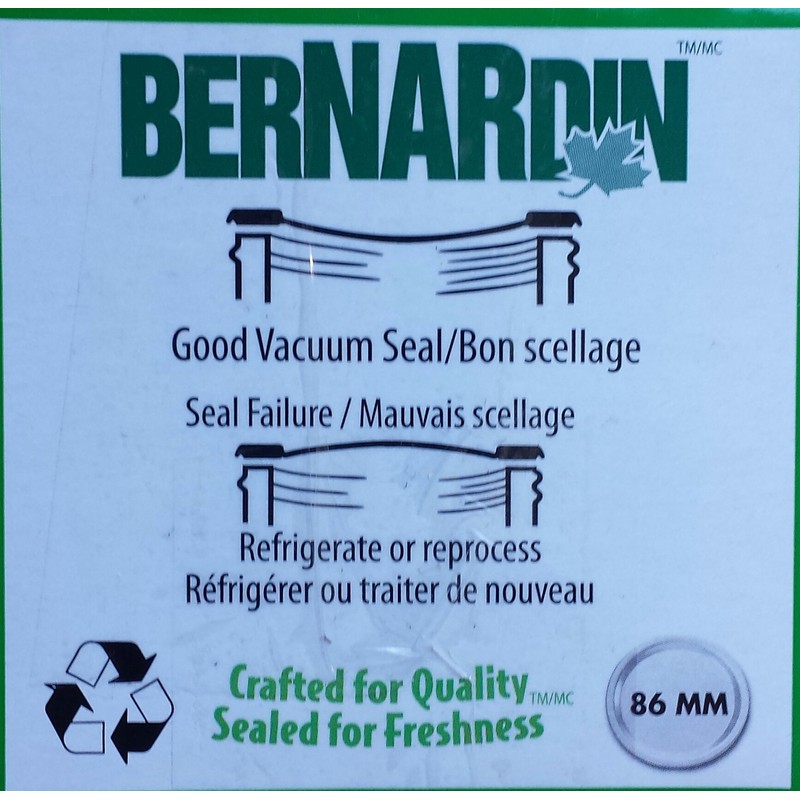 BERNARDIN TM/MC
Good Vacuum Seal/Bon scellage
Seal Failure / Mauvais scellage
Refrigerate or reprocess
Réfrigérer ou traiter de nouveau
Crafted for Quality TM/MC
Sealed for Freshness
86 MM